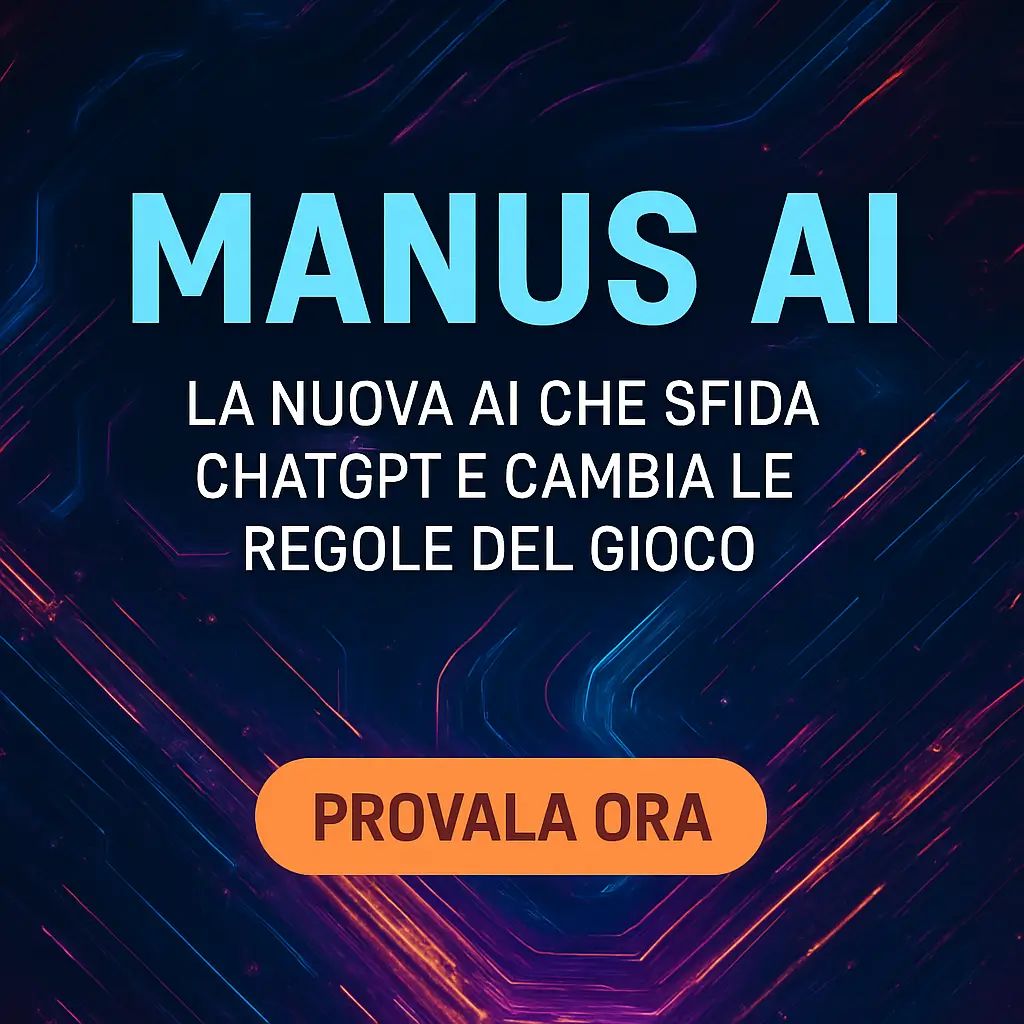 MANUS AI
LA NUOVA AI CHE SFIDA
CHATGPT E CAMBIA LE
REGOLE DEL GIOCO
PROVALA ORA